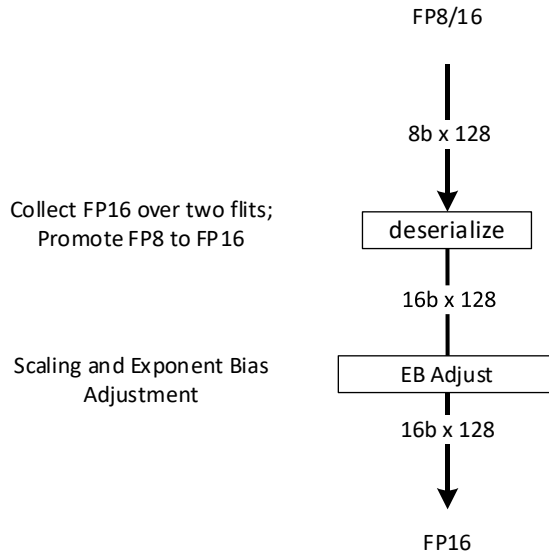 FP8/16
8b x 128
Collect FP16 over two flits;
Promote FP8 to FP16
deserialize
16b x 128
Scaling and Exponent Bias
Adjustment
EB Adjust
16b x 128
FP16